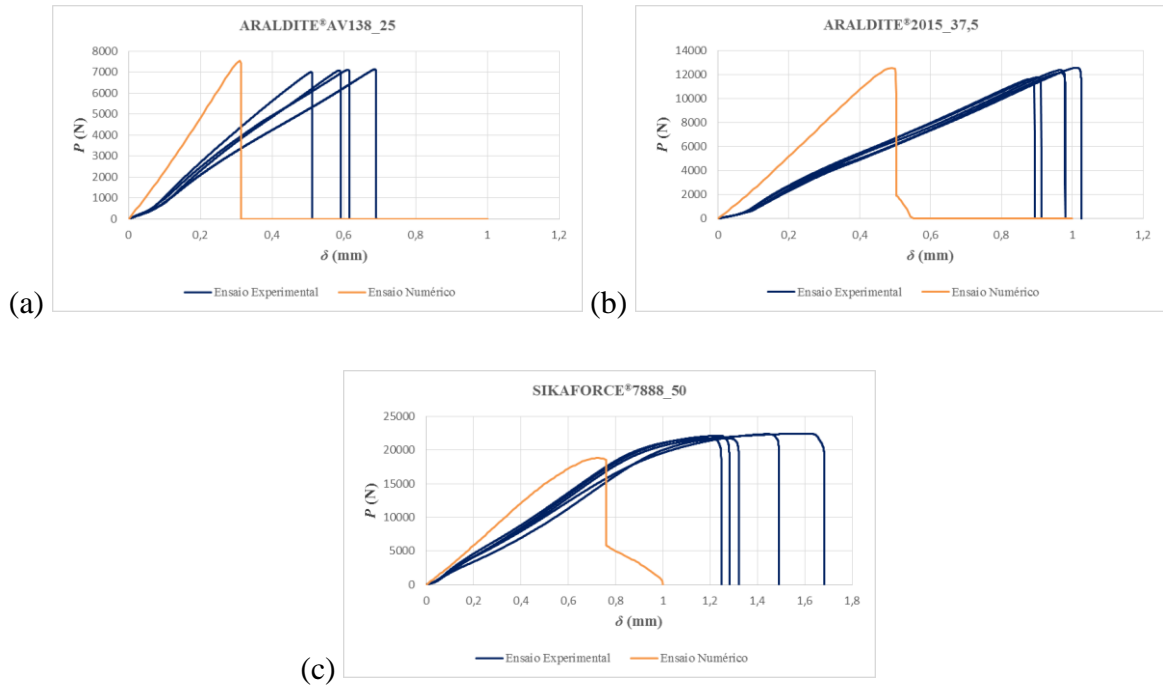 ARALDITE®AV138_25
P (N)
8000
7000
6000
5000
4000
3000
2000
1000
0
0 0,2 0,4 0,6 0,8 1 1,2
δ (mm)
Ensaio Experimental Ensaio Numérico
(a)
ARALDITE®2015_37,5
P (N)
14000
12000
10000
8000
6000
4000
2000
0
0 0,2 0,4 0,6 0,8 1 1,2
δ (mm)
Ensaio Experimental Ensaio Numérico
(b)
SIKAFORCE®7888_50
P (N)
25000
20000
15000
10000
5000
0
0 0,2 0,4 0,6 0,8 1 1,2 1,4 1,6 1,8
δ (mm)
Ensaio Experimental Ensaio Numérico
(c)